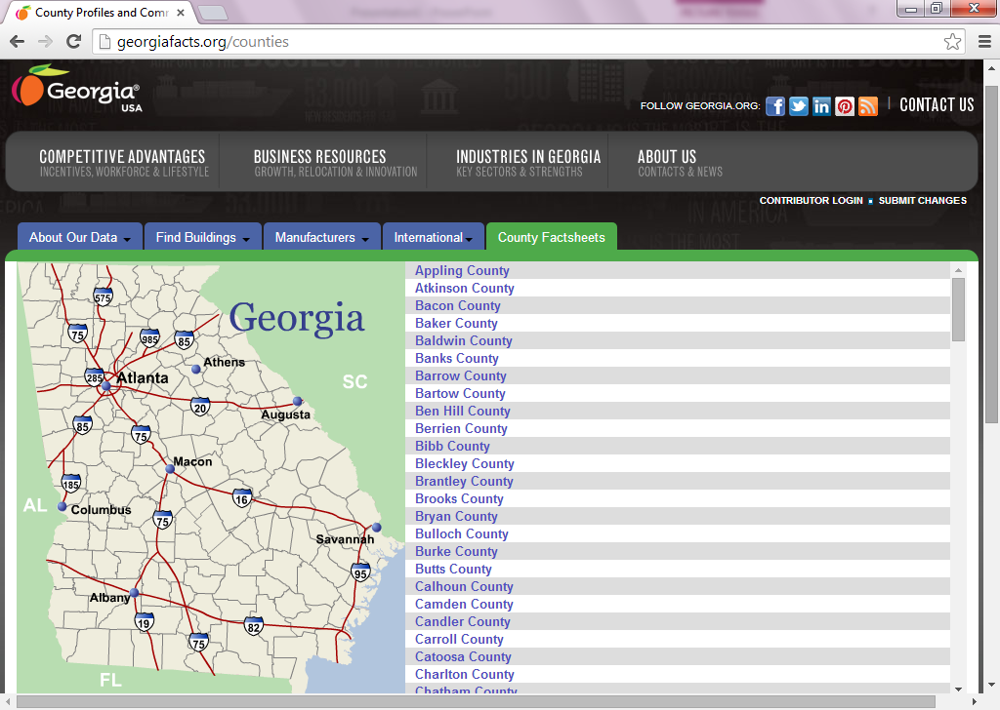 County Profiles and Com
georgiafacts.org/counties
Georgia®
USA
FOLLOW GEORGIA.ORG:
CONTACT US
COMPETITIVE ADVANTAGES
INCENTIVES, WORKFORCE & LIFESTYLE
BUSINESS RESOURCES
GROWTH, RELOCATION & INNOVATION
INDUSTRIES IN GEORGIA
KEY SECTORS & STRENGTHS
ABOUT US
CONTACTS & NEWS
CONTRIBUTOR LOGIN
SUBMIT CHANGES
About Our Data
Find Buildings
Manufacturers
International
County Factsheets
575
Georgia
75
985
85
Athens
285
Atlanta
SC
20
Augusta
85
75
Macon
185
16
AL
Columbus
75
Savannah
95
Albany
19
82
75
FL
Appling County
Atkinson County
Bacon County
Baker County
Baldwin County
Banks County
Barrow County
Bartow County
Ben Hill County
Berrien County
Bibb County
Bleckley County
Brantley County
Brooks County
Bryan County
Bulloch County
Burke County
Butts County
Calhoun County
Camden County
Candler County
Carroll County
Catoosa County
Charlton County
Chatham County